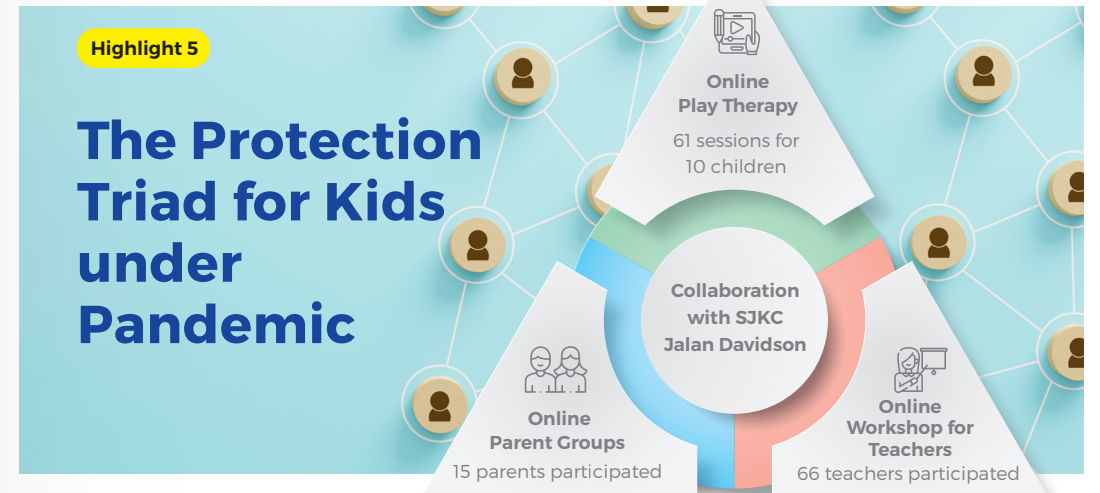 Highlight 5
The Protection
Triad for Kids
under
Pandemic
Online
Play Therapy
61 sessions for
10 children
Collaboration
with SJKC
Jalan Davidson
Online
Parent Groups
15 parents participated
Online
Workshop for
Teachers
66 teachers participated